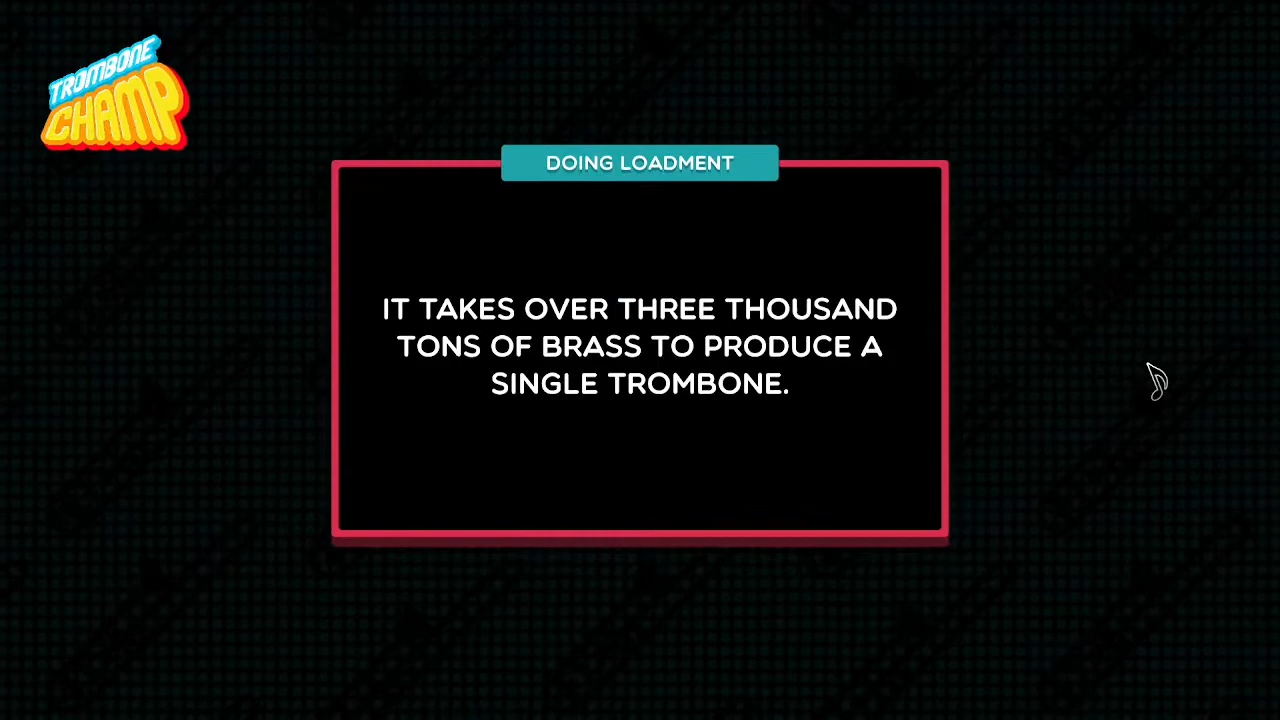 TROMBONE
CHAMP
DOING LOADMENT
IT TAKES OVER THREE THOUSAND
TONS OF BRASS TO PRODUCE A
SINGLE TROMBONE.